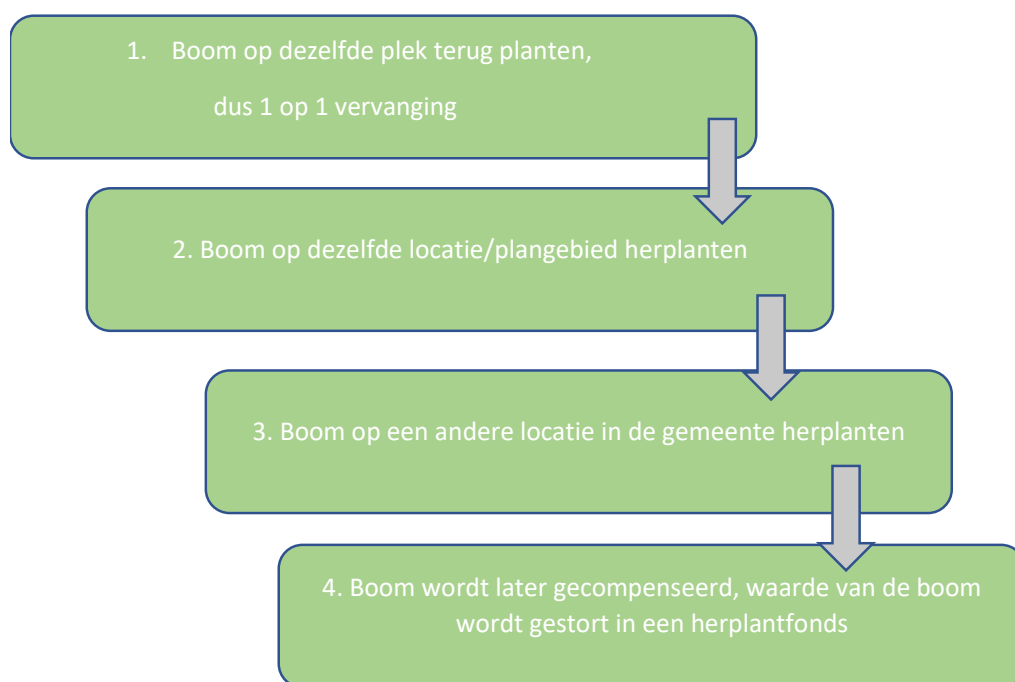 1. Boom op dezelfde plek terug planten,
dus 1 op 1 vervanging
2. Boom op dezelfde locatie/plangebied herplanten
3. Boom op een andere locatie in de gemeente herplanten
4. Boom wordt later gecompenseerd, waarde van de boom
wordt gestort in een herplantfonds